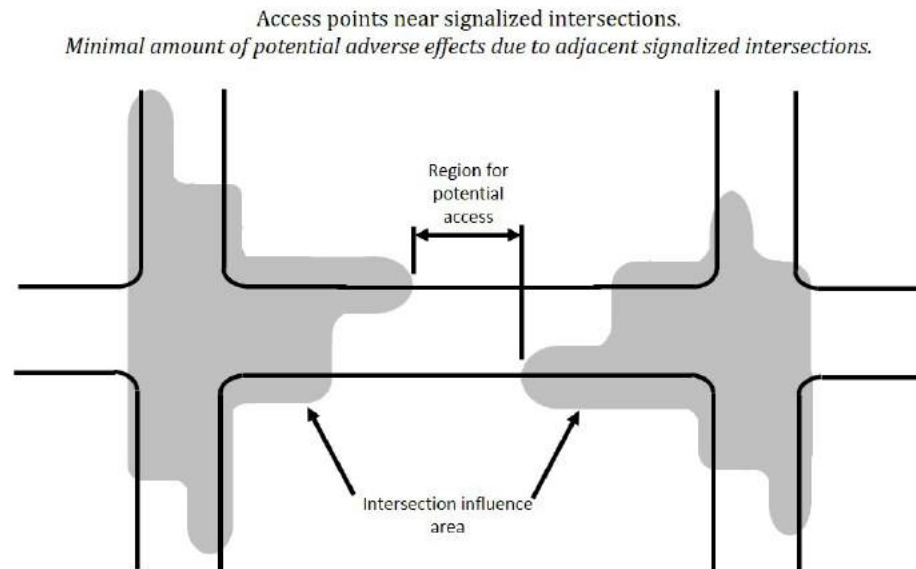 Access points near signalized intersections.
Minimal amount of potential adverse effects due to adjacent signalized intersections.
Region for
potential
access
Intersection influence
area